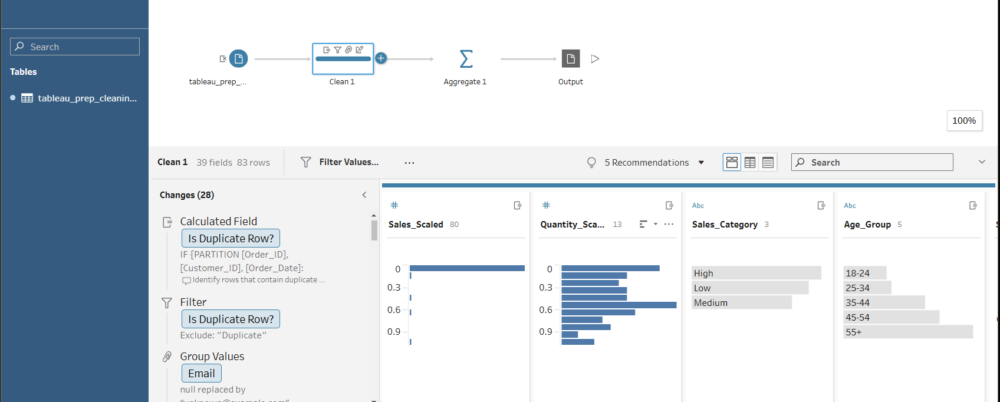 Search
Tables
tableau_prep_cleanin...
tableau_prep_...
Clean 1
Aggregate 1
Output
100%
Clean 1 39 fields 83 rows
Filter Values...
5 Recommendations
Search
Changes (28)
Calculated Field
Is Duplicate Row?
IF {PARTITION [Order_ID],
[Customer_ID], [Order_Date]:
Identify rows that contain duplicate ...
Filter
Is Duplicate Row?
Exclude: "Duplicate"
Group Values
Email
null replaced by
"unknown@example.com"
Sales_Scaled 80
0
0.3
0.6
0.9
Quantity_Sca... 13
0
0.3
0.6
0.9
Abc
Sales_Category 3
High
Low
Medium
Abc
Age_Group 5
18-24
25-34
35-44
45-54
55+